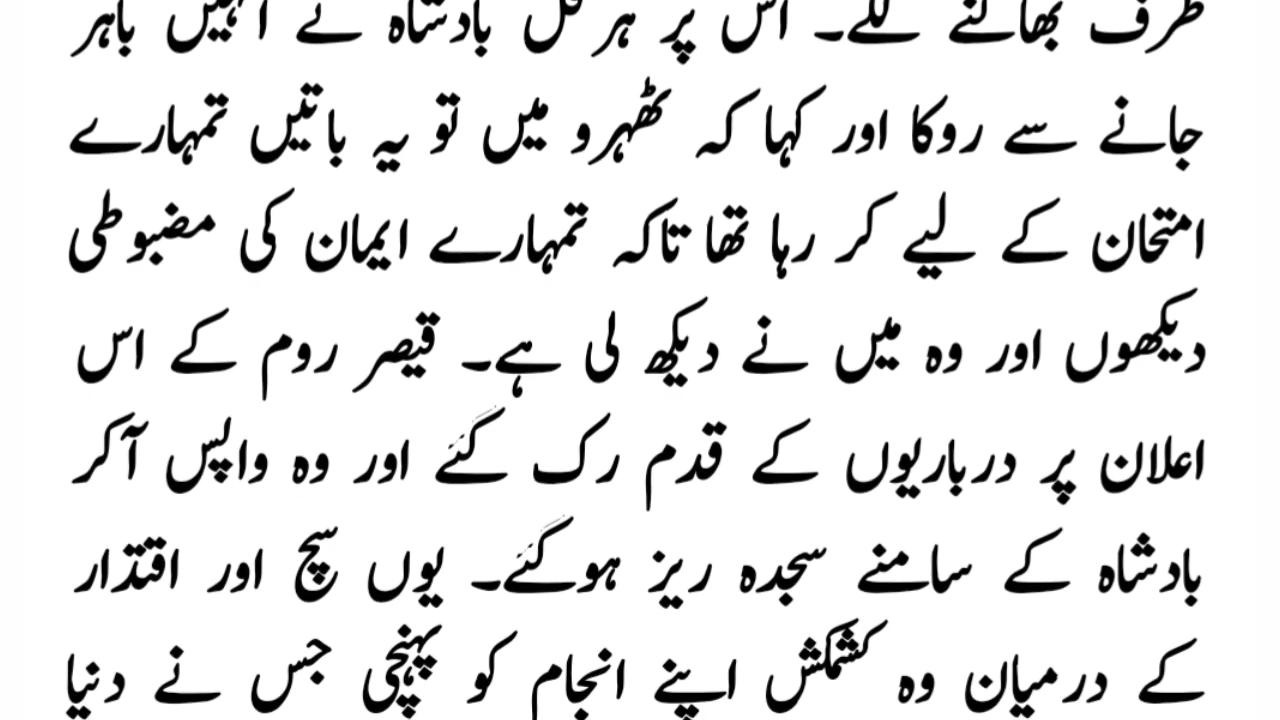 طرف بھاگنے لگے۔ اس پر ہرقل بادشاہ نے انہیں باہر
جانے سے روکا اور کہا کہ ٹھہرو میں تو یہ باتیں تمہارے
امتحان کے لیے کر رہا تھا تاکہ تمہارے ایمان کی مضبوطی
دیکھوں اور وہ میں نے دیکھ لی ہے۔ قیصر روم کے اس
اعلان پر درباریوں کے قدم رک گئے اور وہ واپس آکر
بادشاہ کے سامنے سجدہ ریز ہوگئے۔ یوں سچ اور اقتدار
کے درمیان وہ کشمکش اپنے انجام کو پہنچی جس نے دنیا